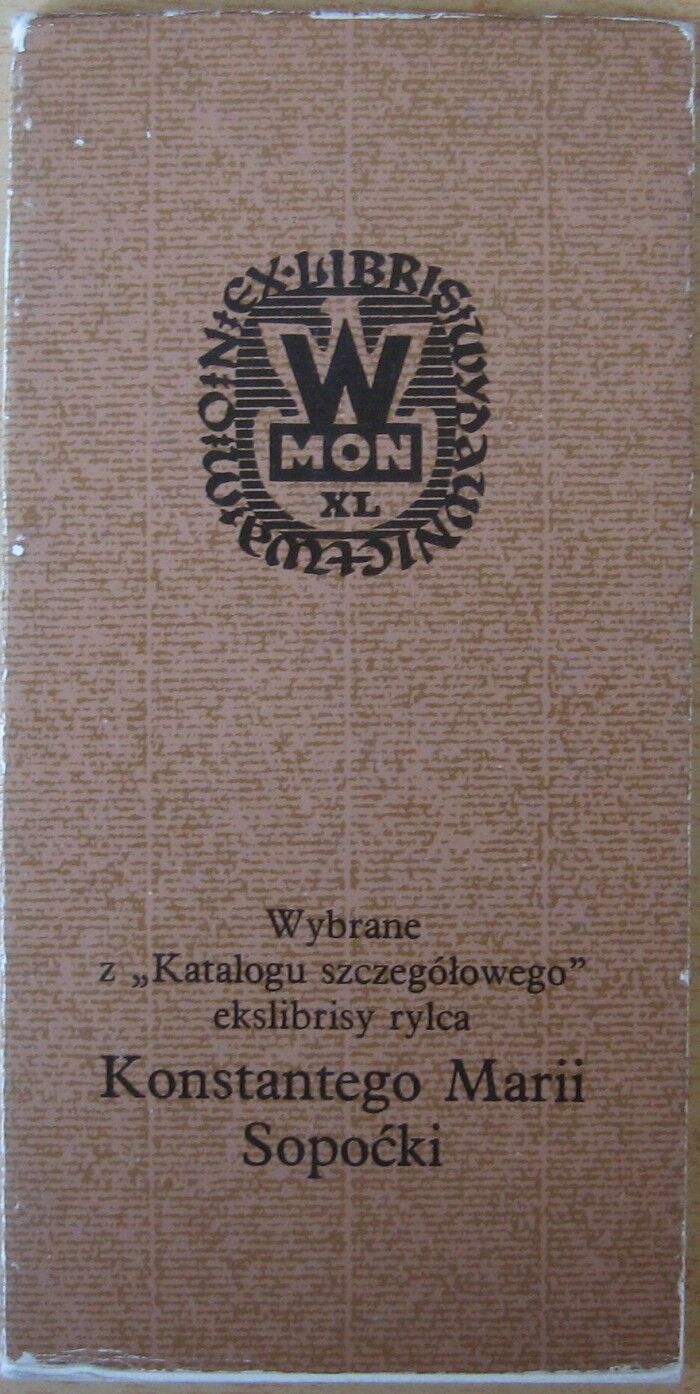 EX·LIBRIS WYDAWNICTWA MON
W
MON
XL
Wybrane
z „Katalogu szczegółowego”
ekslibrisy rylca
Konstantego Marii
Sopoćki